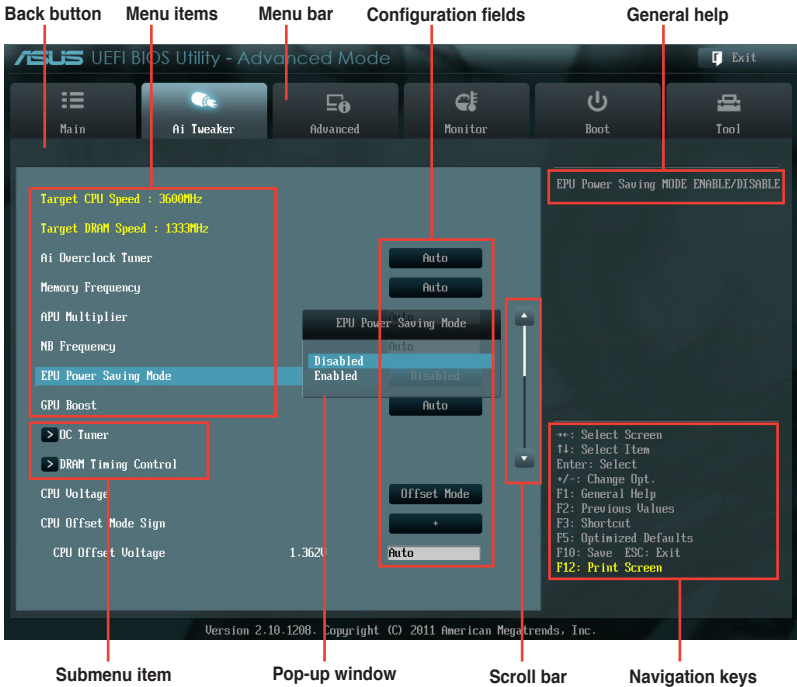 Back button Menu items Menu bar Configuration fields General help
ASUS UEFI BIOS Utility - Advanced Mode Exit
Main Ai Tweaker Advanced Monitor Boot Tool
EPU Power Saving MODE ENABLE/DISABLE
Target CPU Speed : 3600MHz
Target DRAM Speed : 1333MHz
Ai Overclock Tuner Auto
Memory Frequency Auto
APU Multiplier Auto
NB Frequency Auto
EPU Power Saving Mode Disabled
GPU Boost Auto
> OC Tuner
> DRAM Timing Control
CPU Voltage Offset Mode
CPU Offset Mode Sign +
CPU Offset Voltage 1.362V Auto
EPU Power Saving Mode
Disabled
Enabled
→←: Select Screen
↑↓: Select Item
Enter: Select
+/-: Change Opt.
F1: General Help
F2: Previous Values
F3: Shortcut
F5: Optimized Defaults
F10: Save ESC: Exit
F12: Print Screen
Version 2.10.1208. Copyright (C) 2011 American Megatrends, Inc.
Submenu item Pop-up window Scroll bar Navigation keys